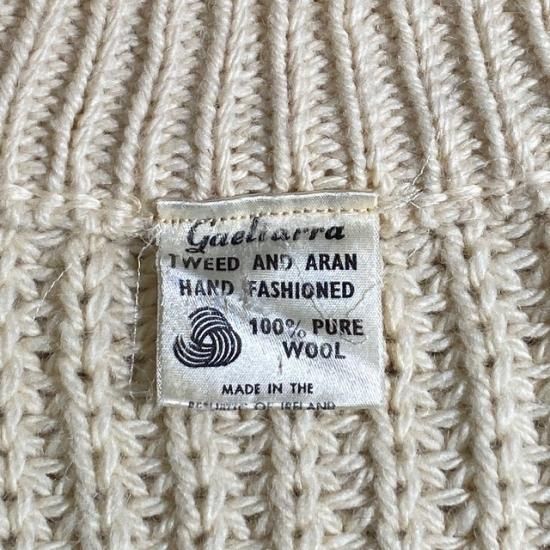 Gaeltarra
TWEED AND ARAN
HAND FASHIONED
100% PURE
WOOL
MADE IN THE
REPUBLIC OF IRELAND